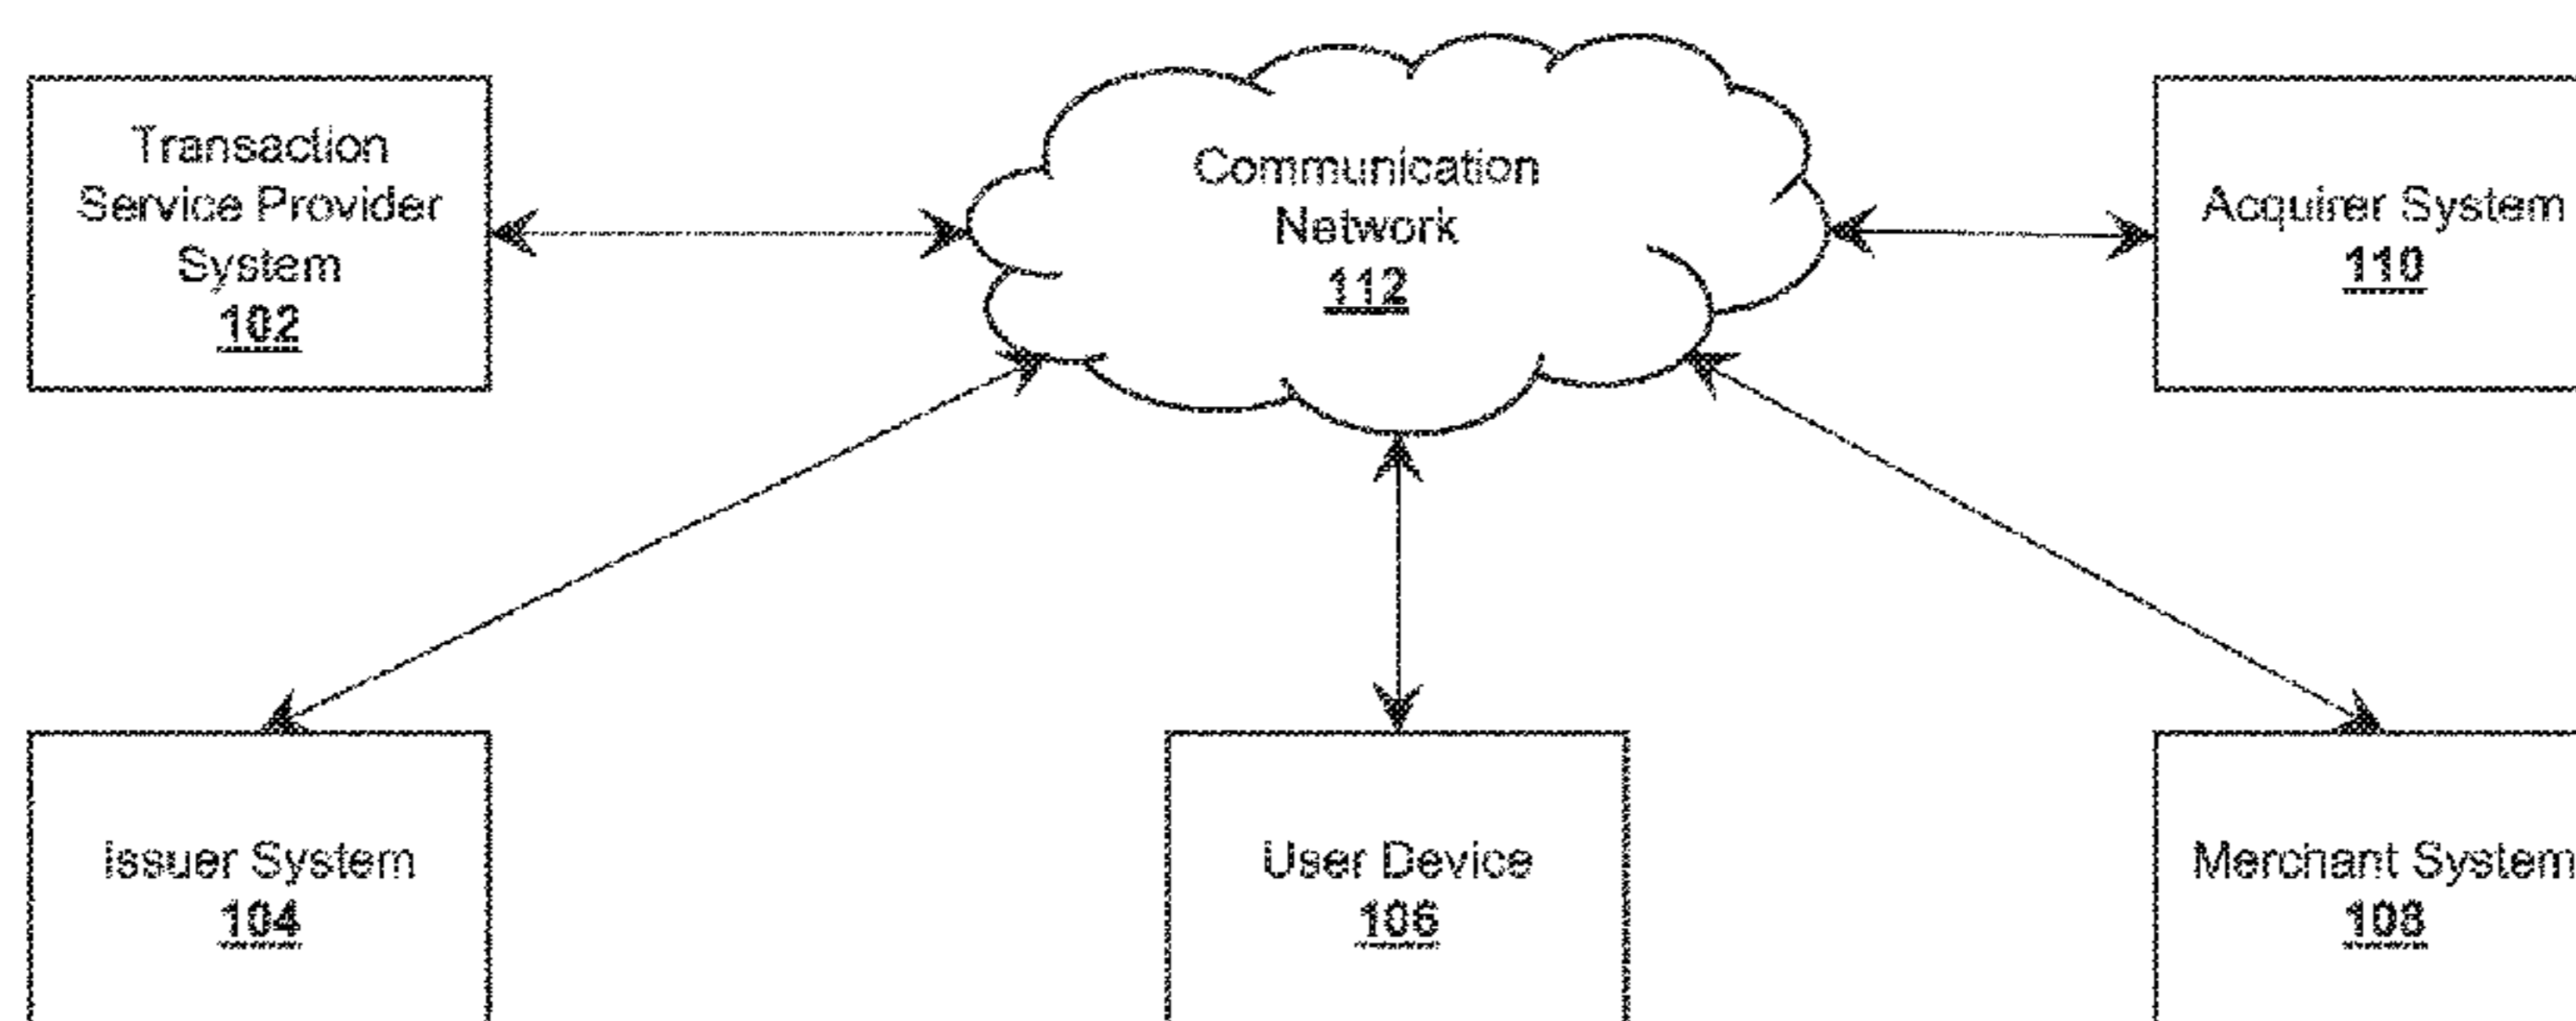 Transaction
Service Provider
System
102
Communication
Network
112
Acquirer System
110
Issuer System
104
User Device
106
Merchant System
108